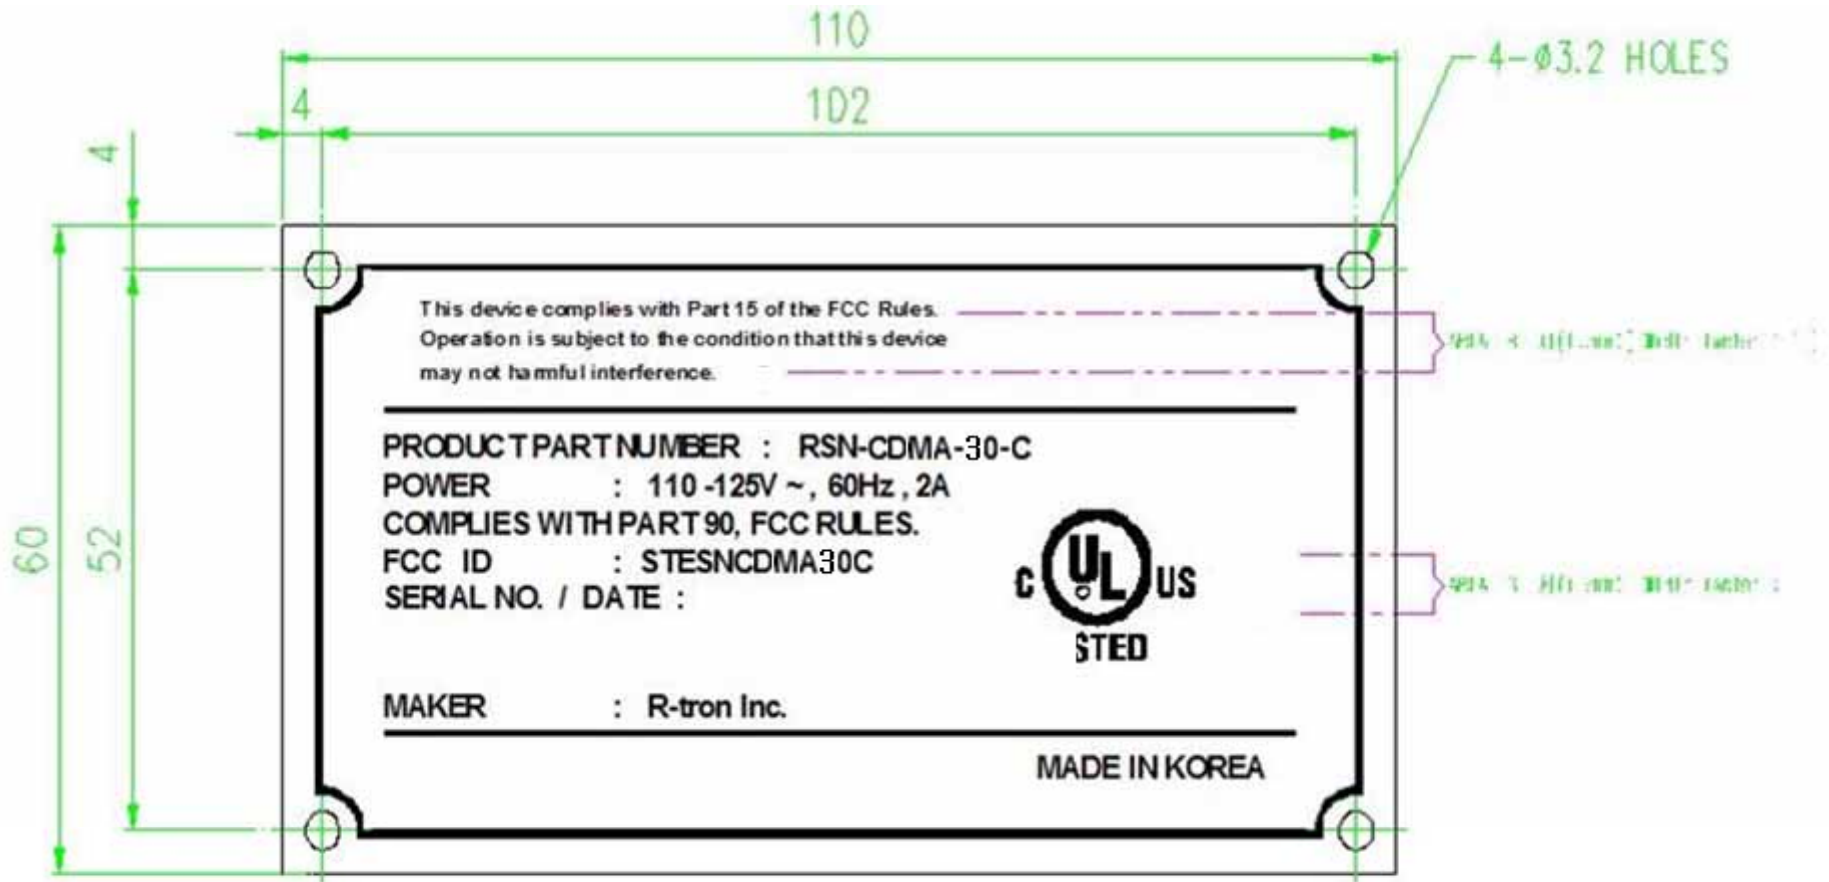 110
4-ø3.2 HOLES
4
102
4
60
52
This device complies with Part 15 of the FCC Rules.
Operation is subject to the condition that this device
may not harmful interference.
PRODUCT PART NUMBER : RSN-CDMA-30-C
POWER : 110 -125V ~, 60Hz , 2A
COMPLIES WITH PART 90, FCC RULES.
FCC ID : STESNCDMA30C
SERIAL NO. / DATE :
C UL US
STED
MAKER : R-tron Inc.
MADE IN KOREA